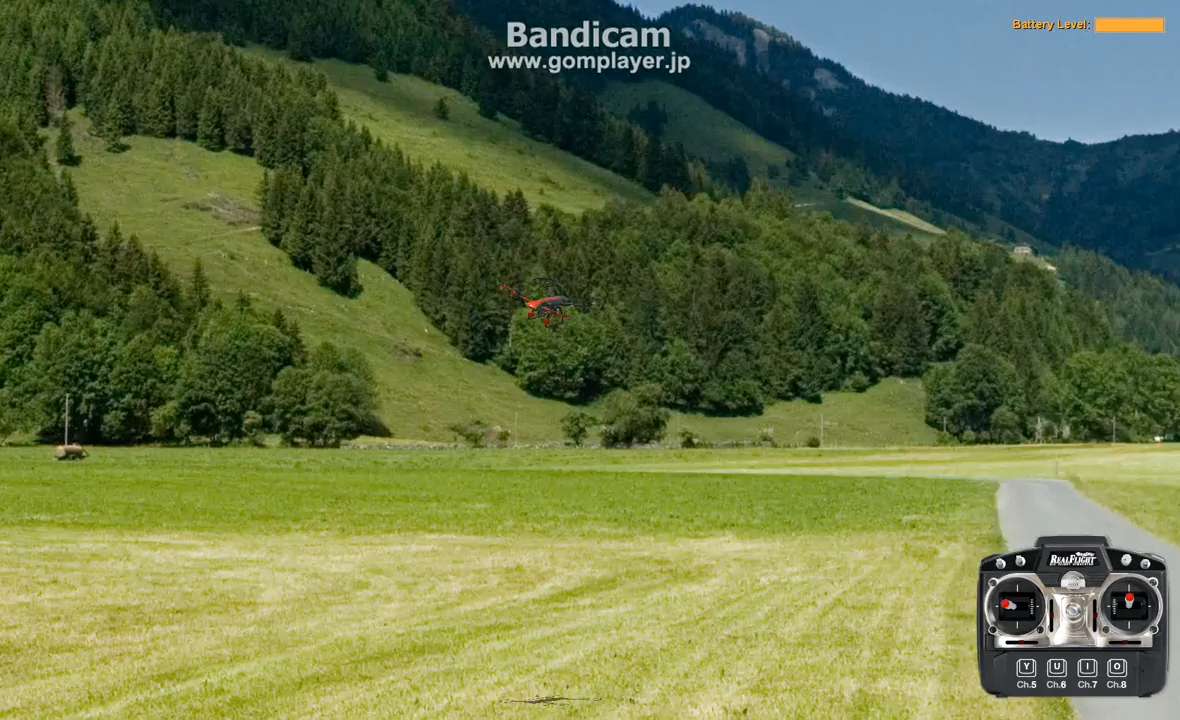 Bandicam
www.gomplayer.jp
Battery Level:
REALFLIGHT
Y U I O
Ch.5 Ch.6 Ch.7 Ch.8